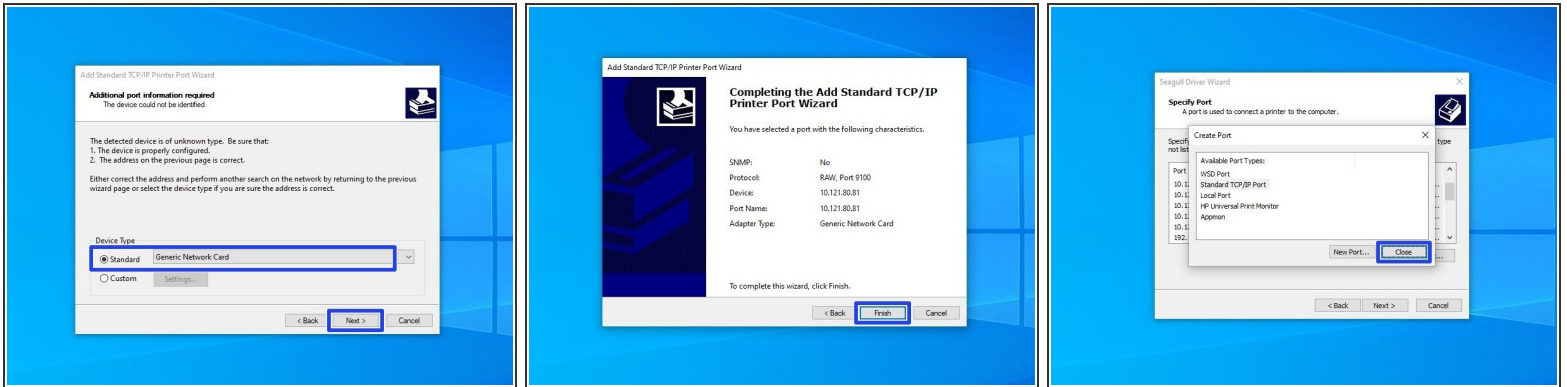 Add Standard TCP/IP Printer Port Wizard
Additional port information required
The device could not be identified.
The detected device is of unknown type. Be sure that:
1. The device is properly configured.
2. The address on the previous page is correct.
Either correct the address and perform another search on the network by returning to the previous
wizard page or select the device type if you are sure the address is correct.
Device Type
Standard Generic Network Card
Custom Settings...
< Back Next > Cancel
Add Standard TCP/IP Printer Port Wizard
Completing the Add Standard TCP/IP
Printer Port Wizard
You have selected a port with the following characteristics.
SNMP: No
Protocol: RAW, Port 9100
Device: 10.121.80.81
Port Name: 10.121.80.81
Adapter Type: Generic Network Card
To complete this wizard, click Finish.
< Back Finish Cancel
Seagull Driver Wizard
Specify Port
A port is used to connect a printer to the computer.
Create Port
Specify type
not list
Available Port Types:
Port
WSD Port
Standard TCP/IP Port
Local Port
HP Universal Print Monitor
Appmon
192.
New Port... Close
< Back Next > Cancel